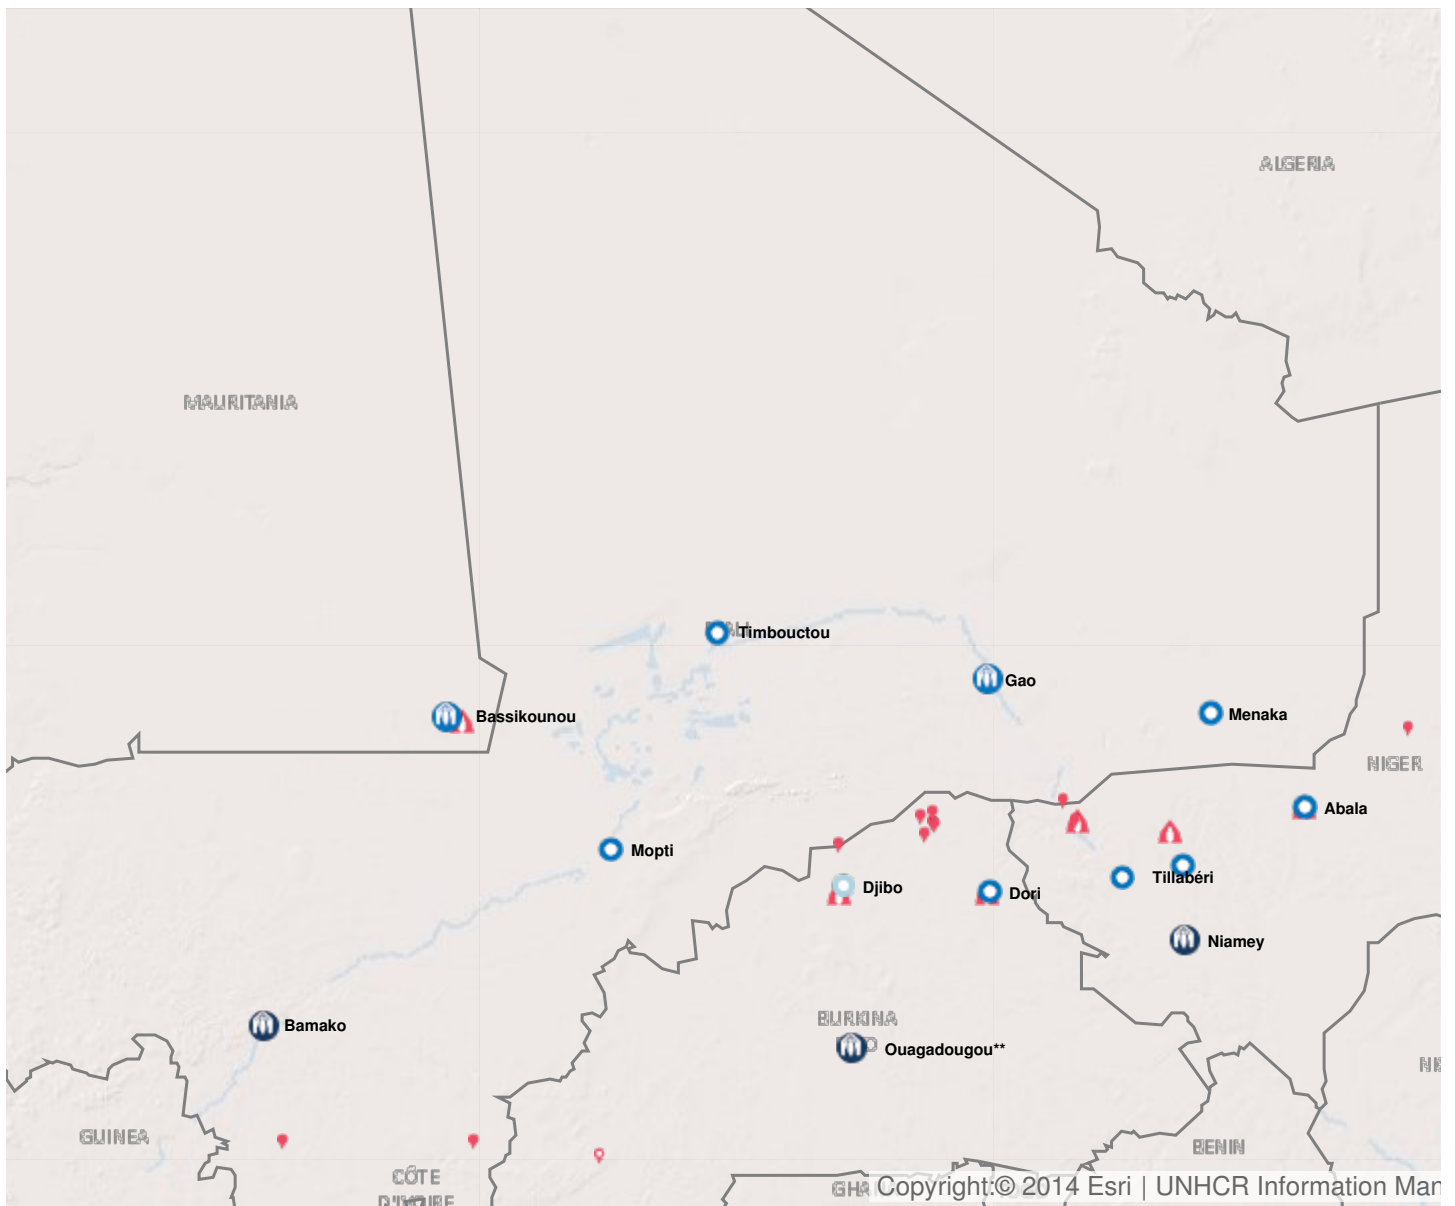 ALGERIA
MAURITANIA
Timbouctou
Gao
Bassikounou
Menaka
NIGER
Abala
Mopti
Tillabéri
Djibo
Dori
Niamey
BURKINA
Bamako
Ouagadougou**
GUINEA
BENIN
CÔTE
D'IVOIRE
Copyright:© 2014 Esri | UNHCR Information Man